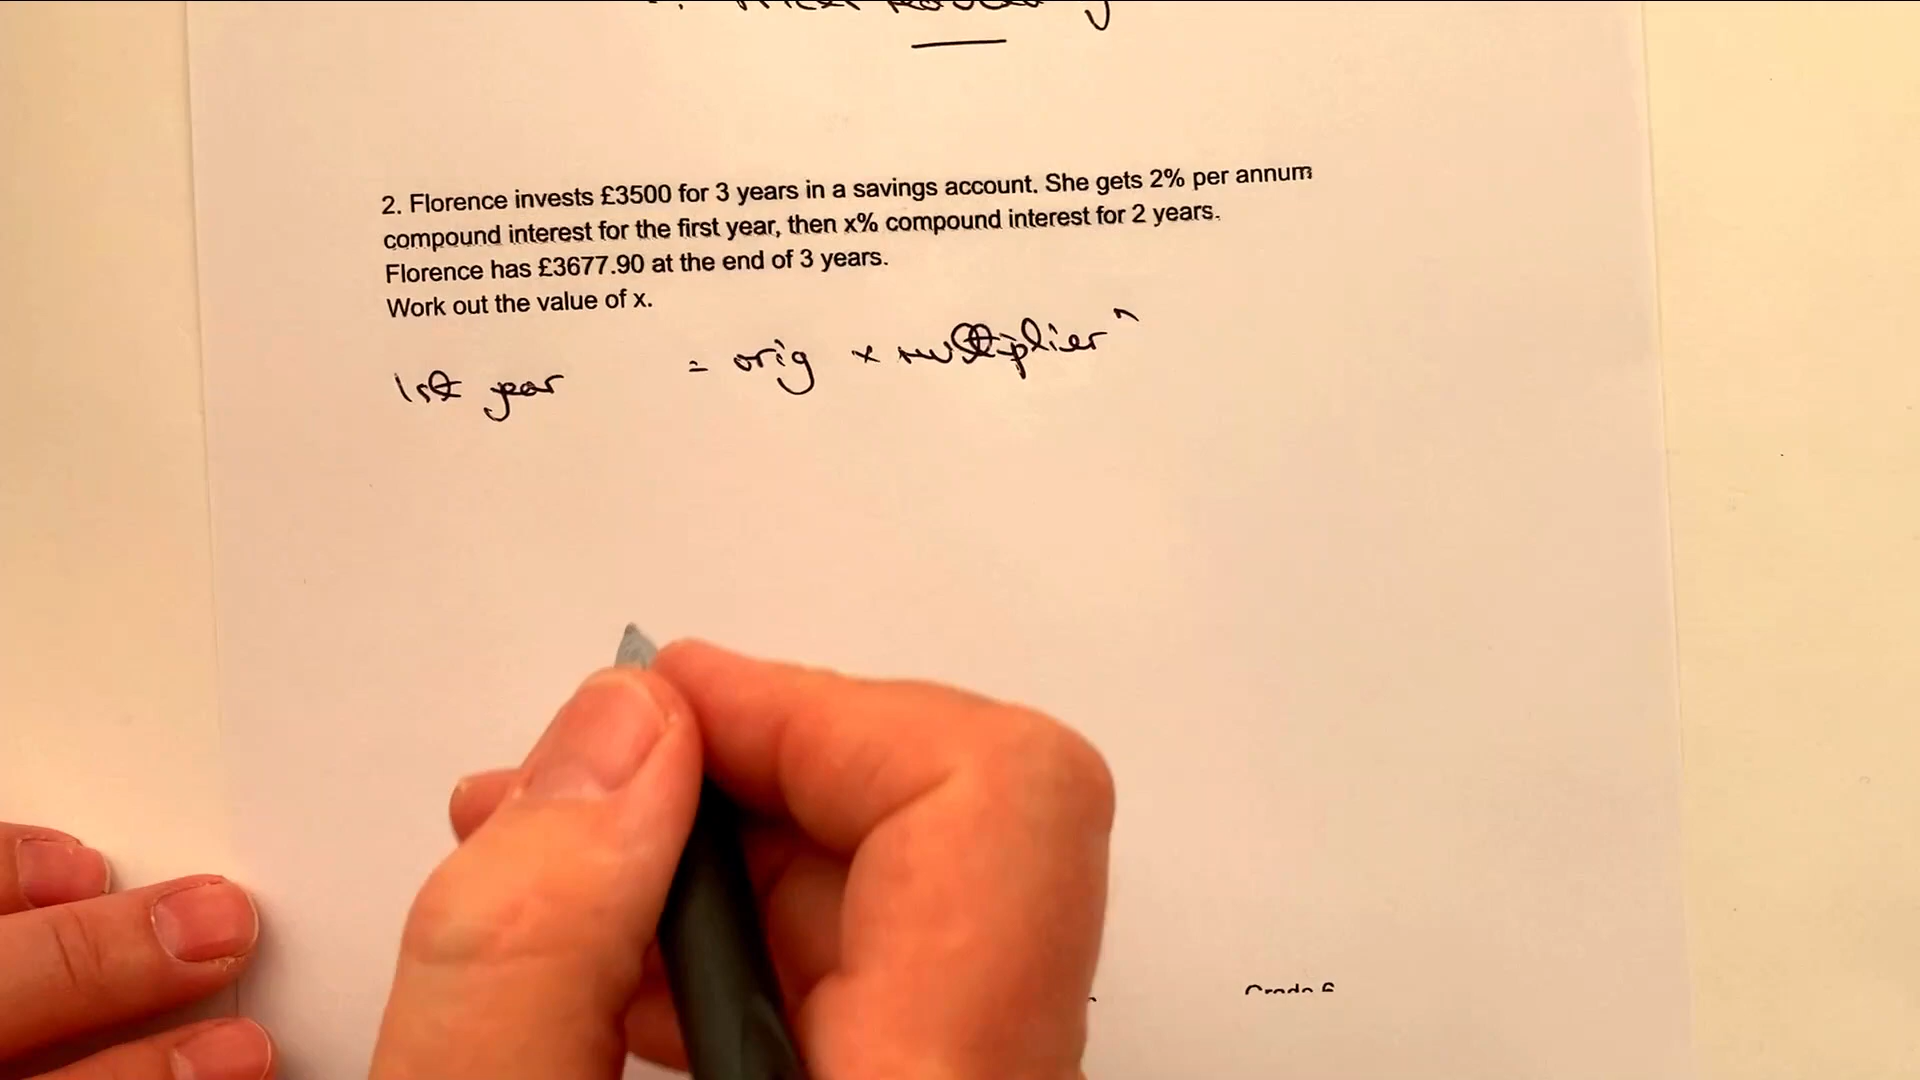 2. Florence invests £3500 for 3 years in a savings account. She gets 2% per annum
compound interest for the first year, then x% compound interest for 2 years.
Florence has £3677.90 at the end of 3 years.
Work out the value of x.
1st year = orig x multiplier^n